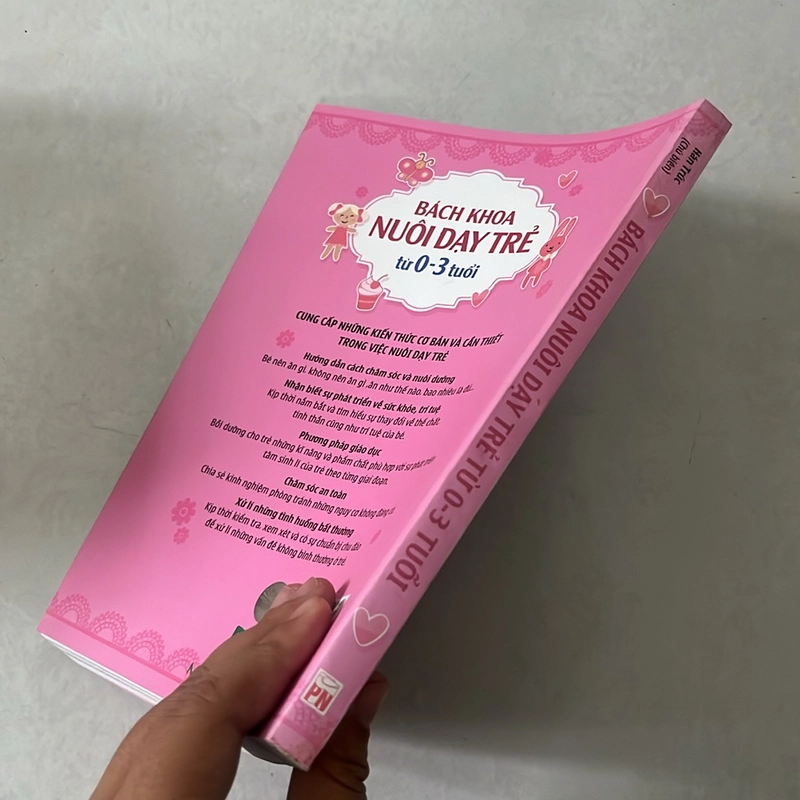 BÁCH KHOA
NUÔI DẠY TRẺ
từ 0-3 tuổi
CUNG CẤP NHỮNG KIẾN THỨC CƠ BẢN VÀ CẦN THIẾT
TRONG VIỆC NUÔI DẠY TRẺ
Hướng dẫn cách chăm sóc và nuôi dưỡng
Bé nên ăn gì, không nên ăn gì, ăn như thế nào, bao nhiêu là đủ...
Nhận biết sự phát triển về sức khỏe, trí tuệ
Kịp thời nắm bắt và tìm hiểu sự thay đổi về thể chất,
tinh thần cũng như trí tuệ của bé.
Phương pháp giáo dục
Bồi dưỡng cho trẻ những kĩ năng và phẩm chất phù hợp với sự phát triển
tâm sinh lí của trẻ theo từng giai đoạn.
Chăm sóc an toàn
Chia sẻ kinh nghiệm phòng tránh những nguy cơ không đáng có
Xử lí những tình huống bất thường
Kịp thời kiểm tra, xem xét và có sự chuẩn bị chu đáo
để xử lí những vấn đề không bình thường ở trẻ.
Hàn Trúc
(Chủ biên)
BÁCH KHOA NUÔI DẠY TRẺ TỪ 0-3 TUỔI
PN